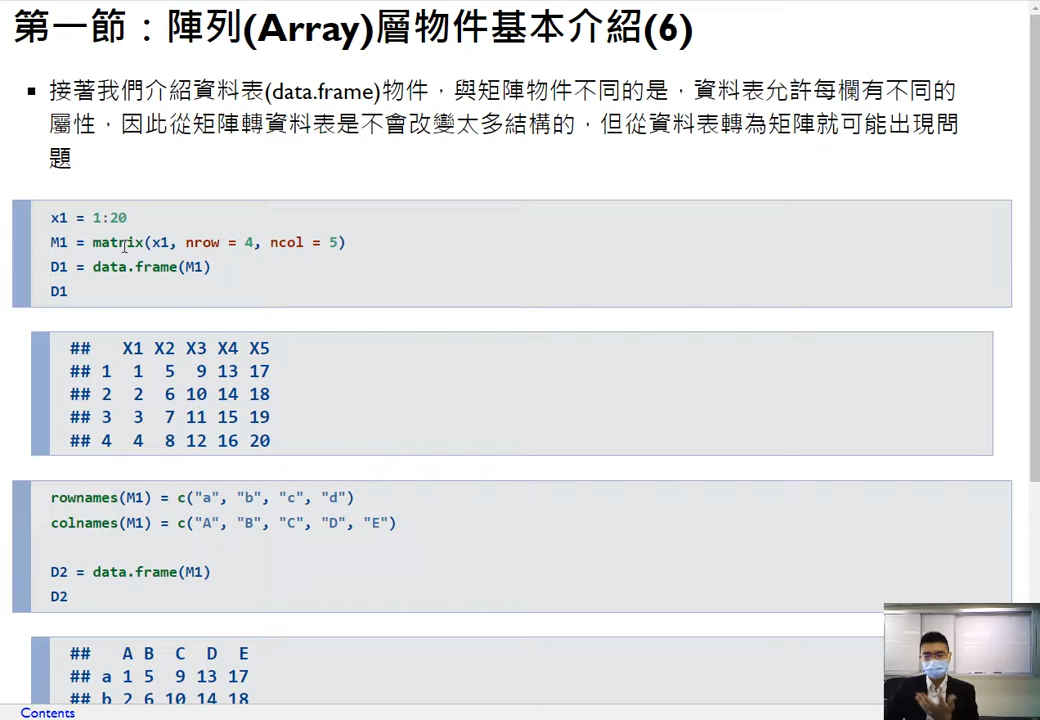 第一節：陣列(Array)層物件基本介紹(6)
▪ 接著我們介紹資料表(data.frame)物件，與矩陣物件不同的是，資料表允許每欄有不同的
屬性，因此從矩陣轉資料表是不會改變太多結構的，但從資料表轉為矩陣就可能出現問
題
x1 = 1:20
M1 = matrix(x1, nrow = 4, ncol = 5)
D1 = data.frame(M1)
D1
##   X1 X2 X3 X4 X5
## 1  1  5  9 13 17
## 2  2  6 10 14 18
## 3  3  7 11 15 19
## 4  4  8 12 16 20
rownames(M1) = c("a", "b", "c", "d")
colnames(M1) = c("A", "B", "C", "D", "E")
D2 = data.frame(M1)
D2
##   A B  C  D  E
## a 1 5  9 13 17
## b 2 6 10 14 18
Contents